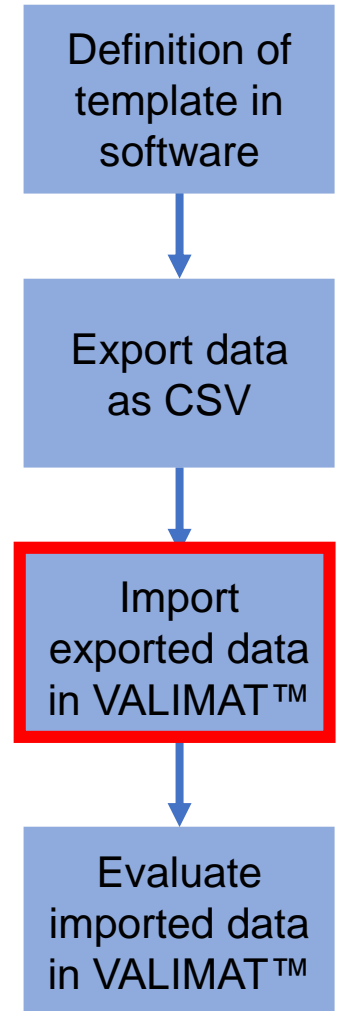 Definition of
template in
software
Export data
as CSV
Import
exported data
in VALIMAT™
Evaluate
imported data
in VALIMAT™